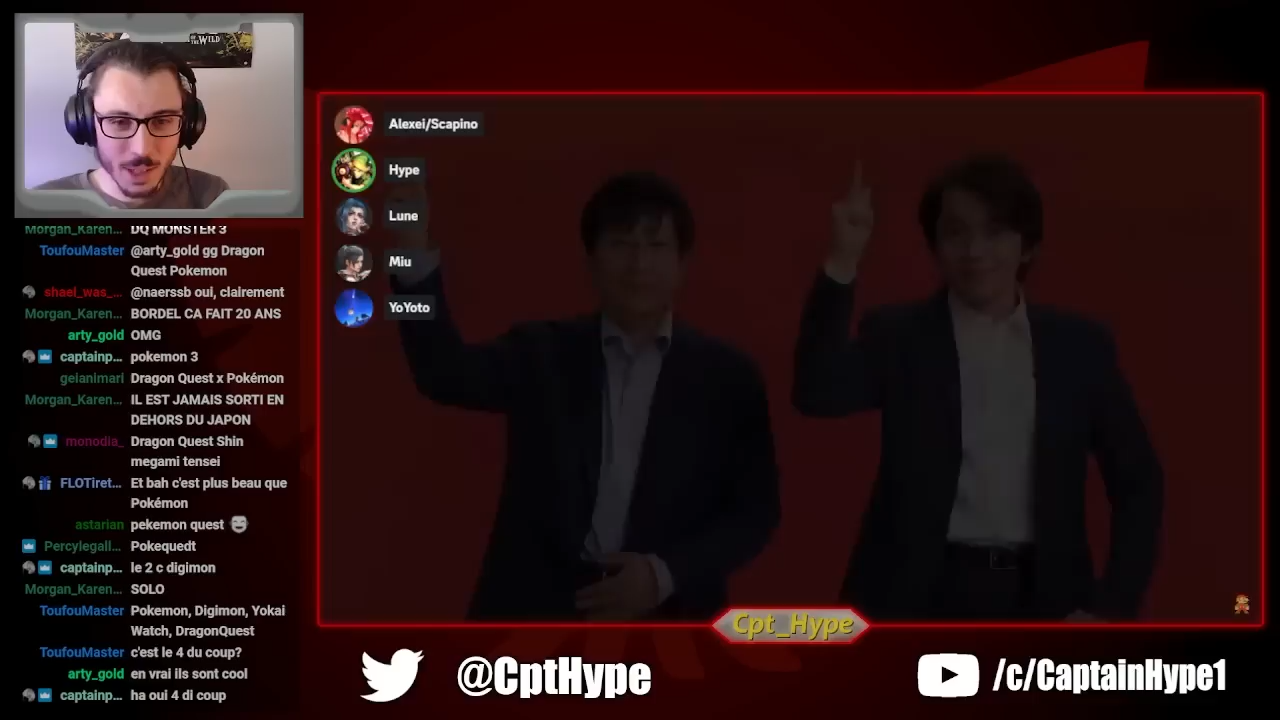 OF THE WILD
Alexei/Scapino
Hype
Lune
Miu
YoYoto
Morgan_Karen... DQ MONSTER 3
ToufouMaster @arty_gold gg Dragon
Quest Pokemon
shael_was_... @naerssb oui, clairement
Morgan_Karen... BORDEL CA FAIT 20 ANS
arty_gold OMG
captainp... pokemon 3
gelanimari Dragon Quest x Pokémon
Morgan_Karen... IL EST JAMAIS SORTI EN
DEHORS DU JAPON
monodia_ Dragon Quest Shin
megami tensei
FLOTiret... Et bah c'est plus beau que
Pokémon
astarian pekemon quest
Percylegall... Pokequedt
captainp... le 2 c digimon
Morgan_Karen... SOLO
ToufouMaster Pokemon, Digimon, Yokai
Watch, DragonQuest
ToufouMaster c'est le 4 du coup?
arty_gold en vrai ils sont cool
captainp... ha oui 4 di coup
Cpt_Hype
@CptHype
/c/CaptainHype1